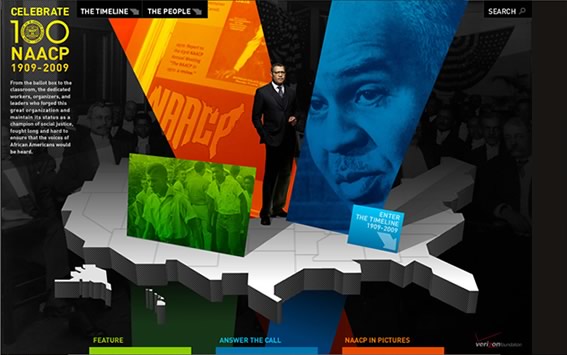 CELEBRATE
100
NAACP
1909-2009
From the ballot box to the
classroom, the dedicated
workers, organizers, and
leaders who forged this
great organization and
maintain its status as a
champion of social justice,
fought long and hard to
ensure that the voices of
African Americans would
be heard.
THE TIMELINE
THE PEOPLE
SEARCH
NAACP
ENTER
THE TIMELINE
1909-2009
FEATURE
ANSWER THE CALL
NAACP IN PICTURES
verizon foundation